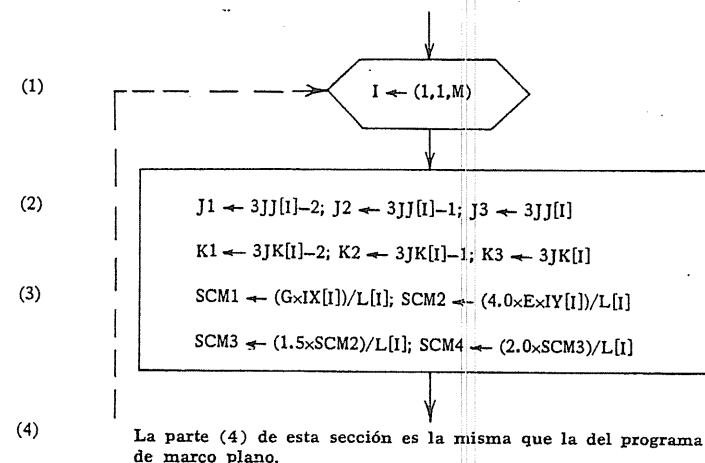 (1)
I ← (1,1,M)
(2)
J1 ← 3JJ[I]–2; J2 ← 3JJ[I]–1; J3 ← 3JJ[I]
K1 ← 3JK[I]–2; K2 ← 3JK[I]–1; K3 ← 3JK[I]
(3)
SCM1 ← (G×IX[I])/L[I]; SCM2 ← (4.0×E×IY[I])/L[I]
SCM3 ← (1.5×SCM2)/L[I]; SCM4 ← (2.0×SCM3)/L[I]
(4)
La parte (4) de esta sección es la misma que la del programa
de marco plano.